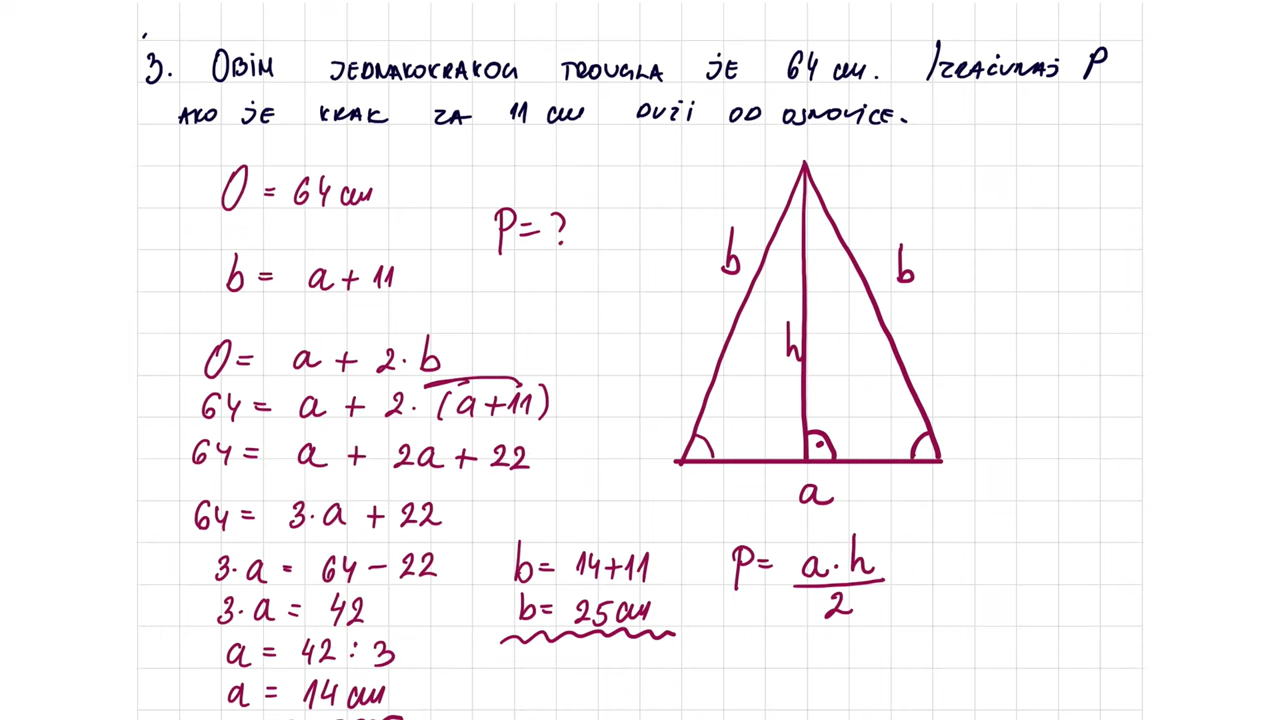 3. OBIM JEDNAKOKRAKOG TROUGLA JE 64 cm. IZRAČUNAJ P
AKO JE KRAK ZA 11 cm DUŽI OD OSNOVICE.
O = 64 cm
P = ?
b = a + 11
O = a + 2 · b
64 = a + 2 · (a + 11)
64 = a + 2a + 22
64 = 3 · a + 22
3 · a = 64 - 22
3 · a = 42
a = 42 : 3
a = 14 cm
b = 14 + 11
b = 25 cm
b
b
h
a
P = a · h
2